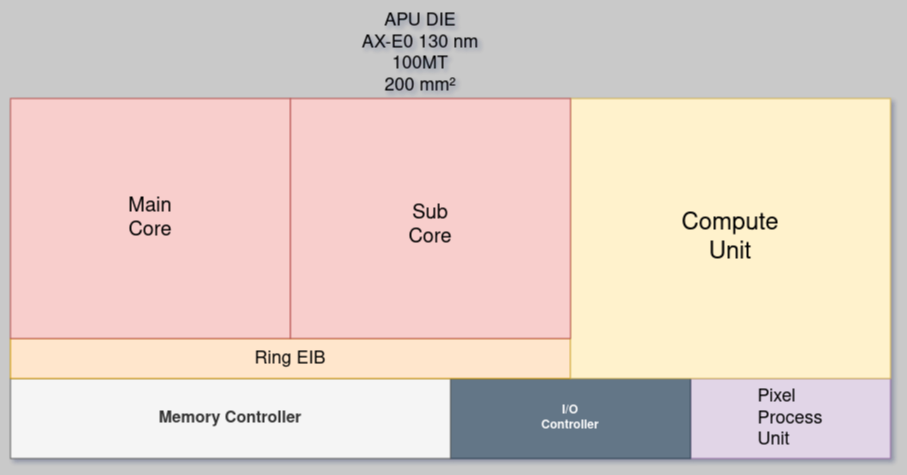 APU DIE
AX-E0 130 nm
100MT
200 mm²
Main
Core
Sub
Core
Compute
Unit
Ring EIB
Memory Controller
I/O
Controller
Pixel
Process
Unit